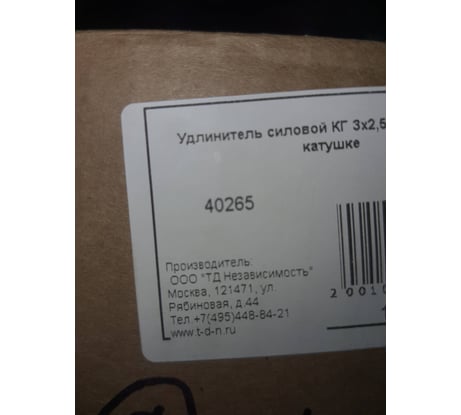 Удлинитель силовой КГ 3х2,5
катушке
40265
Производитель:
ООО "ТД Независимость"
Москва, 121471, ул.
Рябиновая, д.44
Тел.+7(495)448-84-21
www.t-d-n.ru
20010